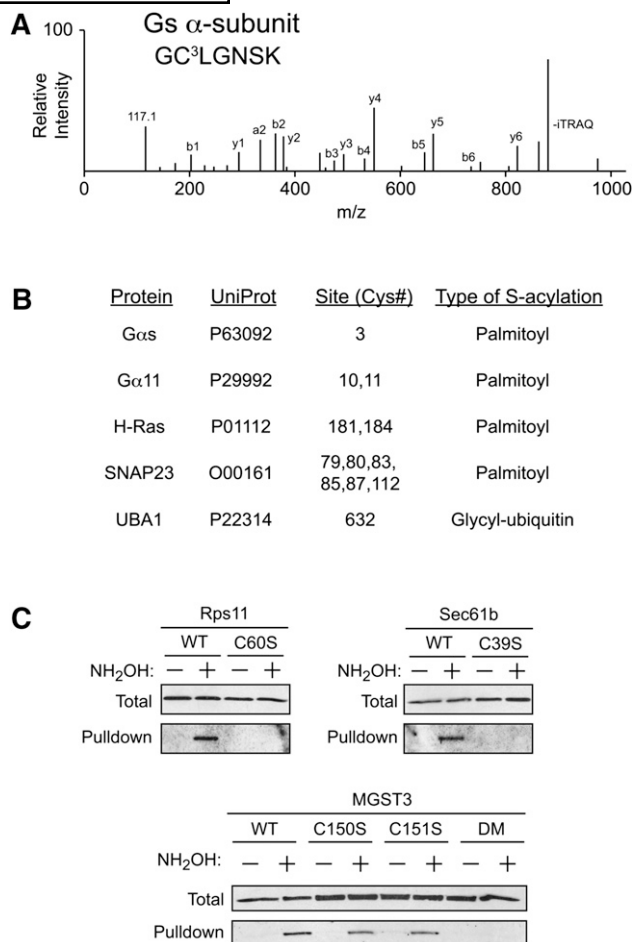 A
Gs α-subunit
GC³LGNSK
100
Relative
Intensity
117.1
b1
y1
a2
b2
y2
b3
y3
b4
y4
b5
y5
b6
y6
-iTRAQ
0
200
400
600
800
1000
m/z
B
Protein UniProt Site (Cys#) Type of S-acylation
Gαs P63092 3 Palmitoyl
Gα11 P29992 10,11 Palmitoyl
H-Ras P01112 181,184 Palmitoyl
SNAP23 O00161 79,80,83, Palmitoyl
85,87,112
UBA1 P22314 632 Glycyl-ubiquitin
C
Rps11
WT C60S
NH₂OH: – + – +
Total
Pulldown
Sec61b
WT C39S
NH₂OH: – + – +
Total
Pulldown
MGST3
WT C150S C151S DM
NH₂OH: – + – + – + – +
Total
Pulldown